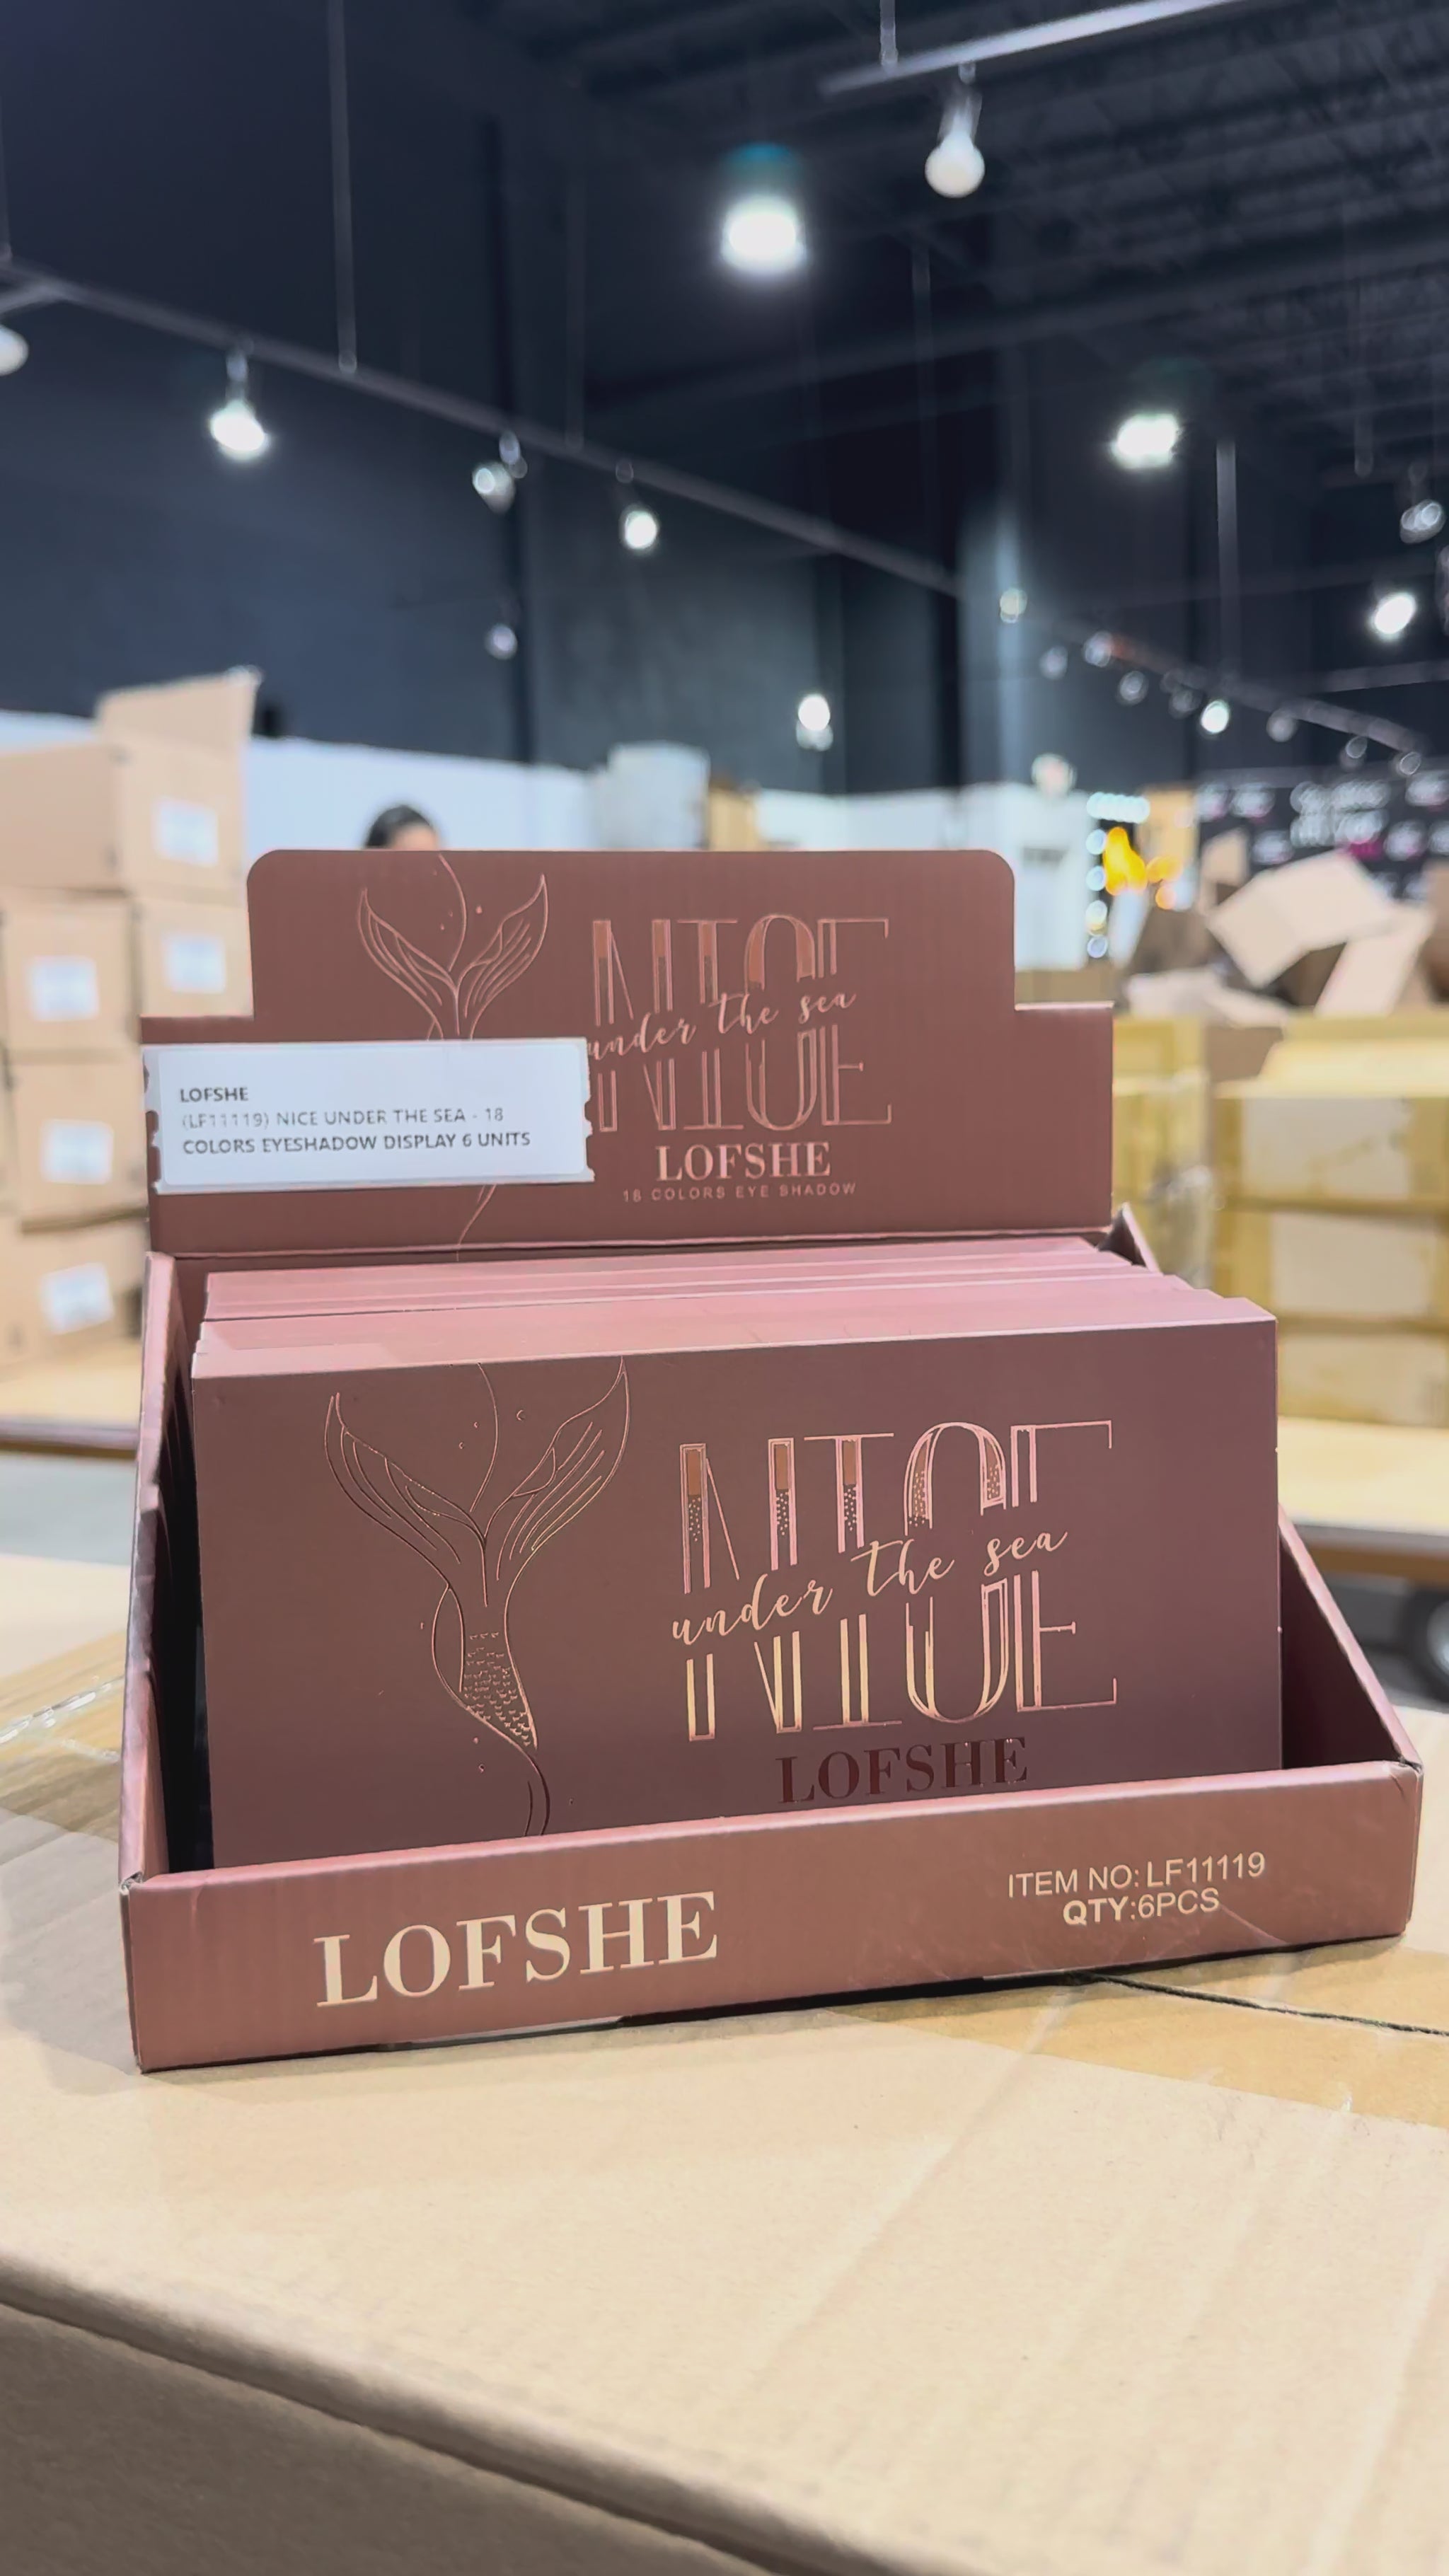 NICE
under the sea
LOFSHE
18 COLORS EYE SHADOW
LOFSHE
(LF11119) NICE UNDER THE SEA - 18
COLORS EYESHADOW DISPLAY 6 UNITS
NICE
under the sea
LOFSHE
LOFSHE
ITEM NO: LF11119
QTY:6PCS